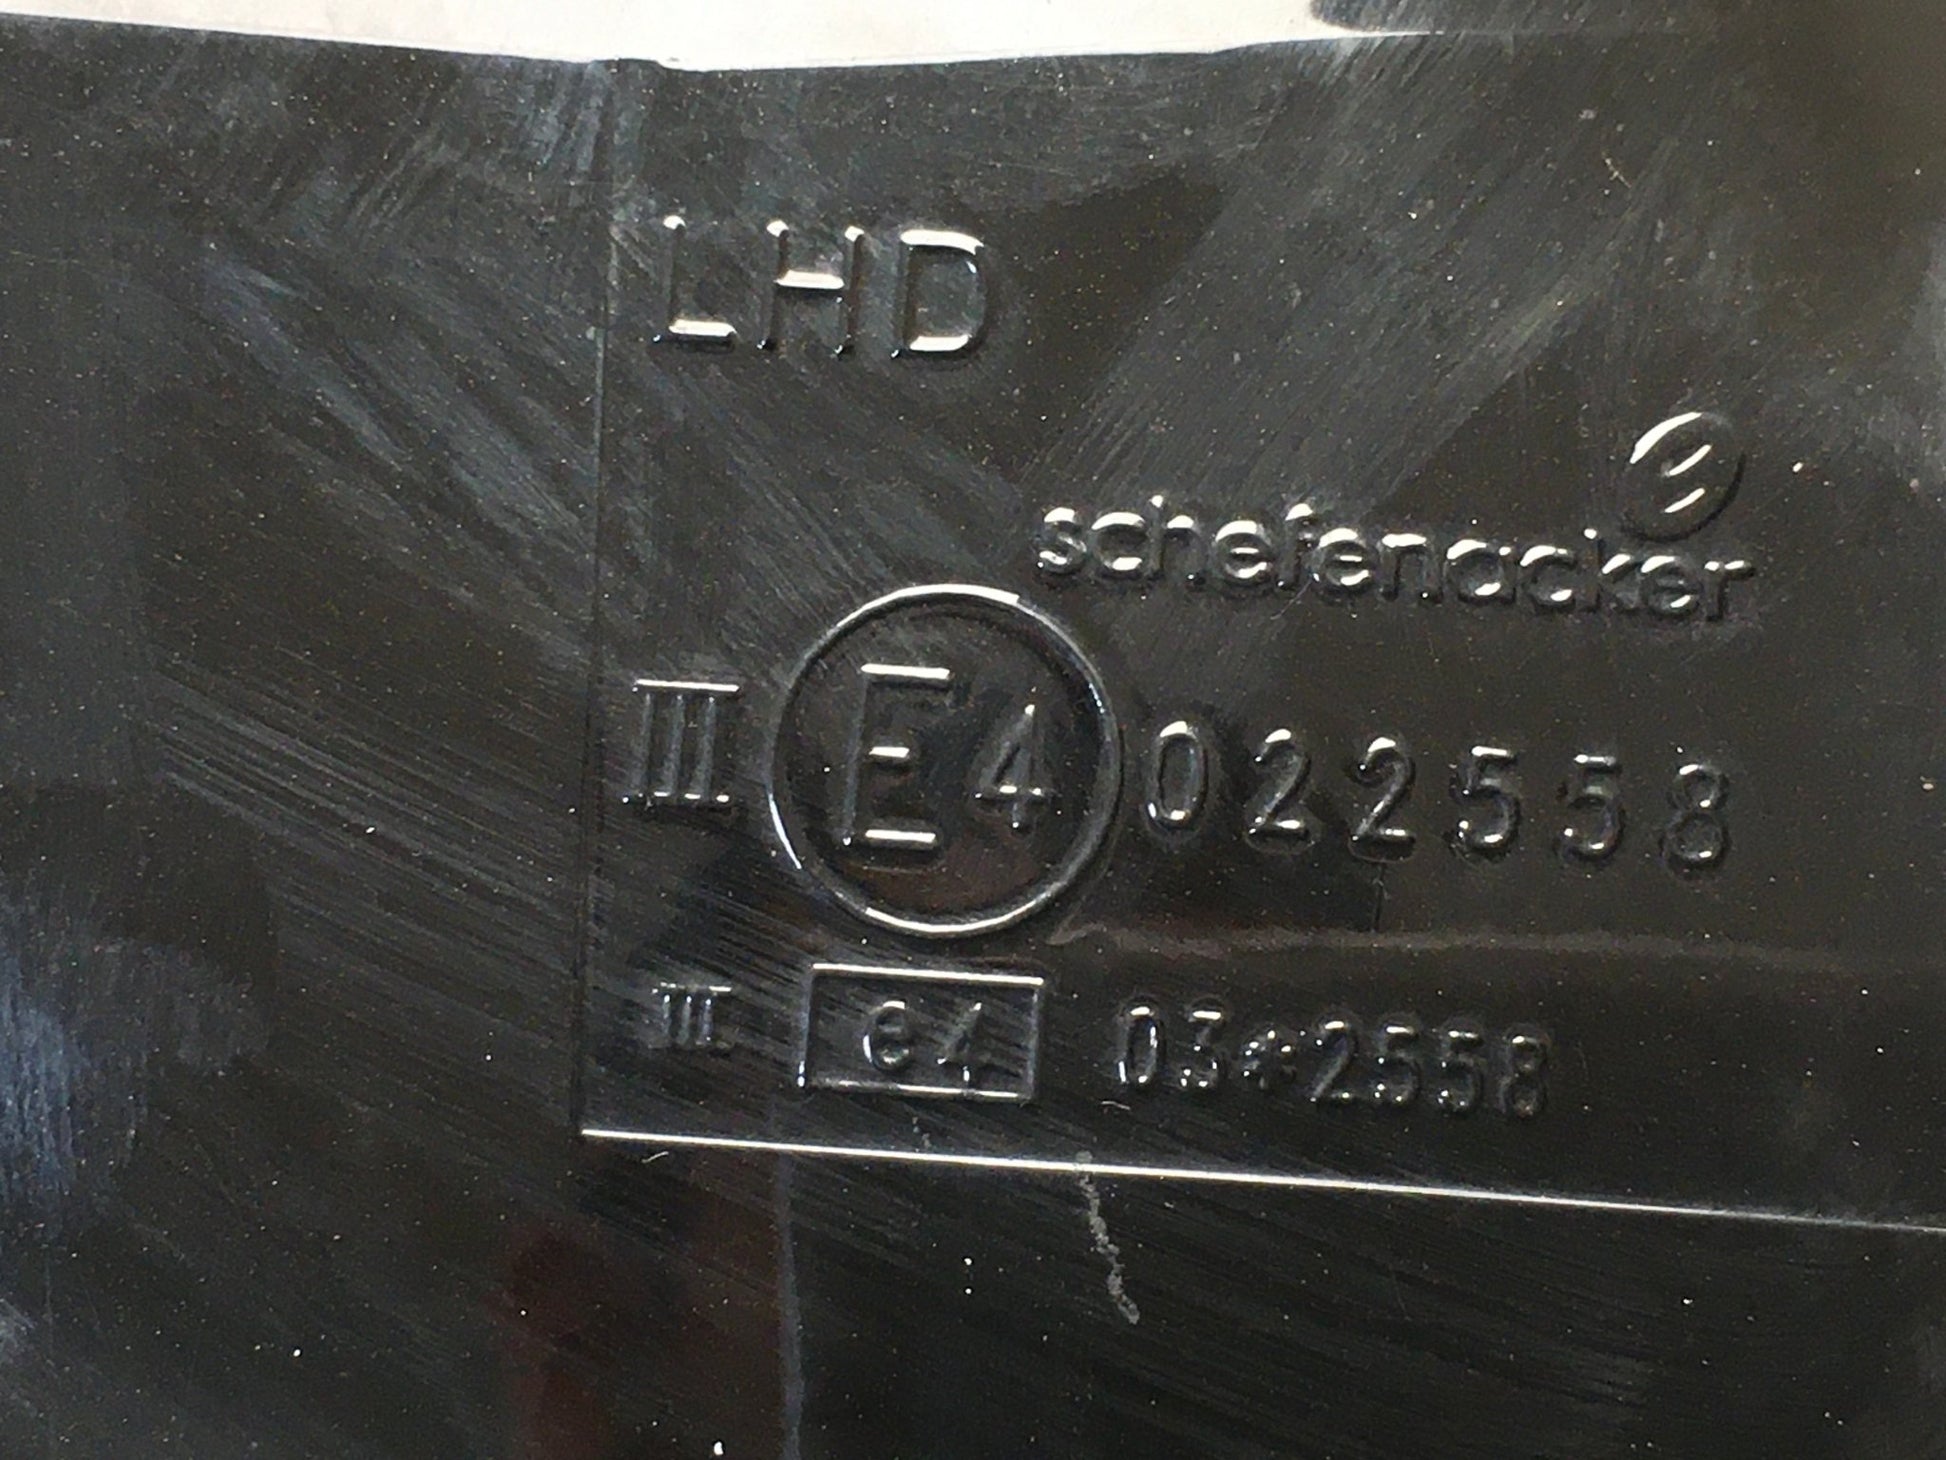 LHD
schefenacker
III E4 022558
III e4 03*2558